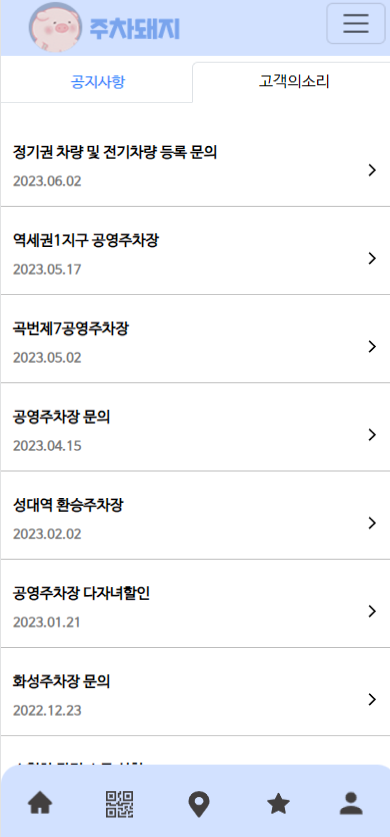 주차돼지
공지사항
고객의소리
정기권 차량 및 전기차량 등록 문의
2023.06.02
역세권1지구 공영주차장
2023.05.17
곡번제7공영주차장
2023.05.02
공영주차장 문의
2023.04.15
성대역 환승주차장
2023.02.02
공영주차장 다자녀할인
2023.01.21
화성주차장 문의
2022.12.23